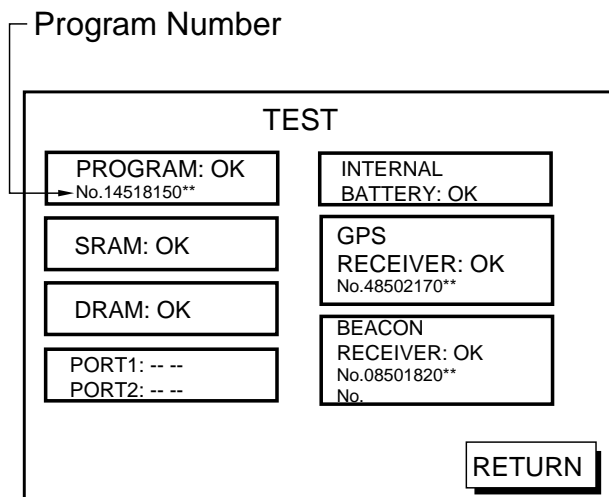 Program Number
TEST
PROGRAM: OK
No.14518150**
SRAM: OK
DRAM: OK
PORT1: -- --
PORT2: -- --
INTERNAL
BATTERY: OK
GPS
RECEIVER: OK
No.48502170**
BEACON
RECEIVER: OK
No.08501820**
No.
RETURN